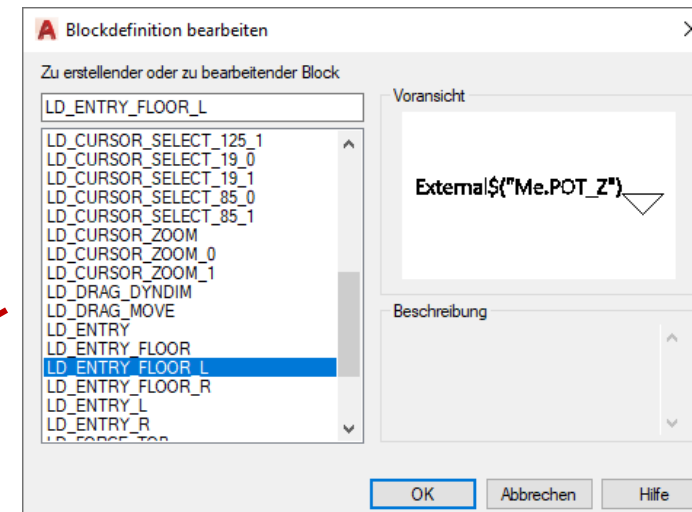 Blockdefinition bearbeiten
Zu erstellender oder zu bearbeitender Block
LD_ENTRY_FLOOR_L
LD_CURSOR_SELECT_125_1
LD_CURSOR_SELECT_19_0
LD_CURSOR_SELECT_19_1
LD_CURSOR_SELECT_85_0
LD_CURSOR_SELECT_85_1
LD_CURSOR_ZOOM
LD_CURSOR_ZOOM_0
LD_CURSOR_ZOOM_1
LD_DRAG_DYNDIM
LD_DRAG_MOVE
LD_ENTRY
LD_ENTRY_FLOOR
LD_ENTRY_FLOOR_L
LD_ENTRY_FLOOR_R
LD_ENTRY_L
LD_ENTRY_R
Voransicht
External$("Me.POT_Z")
Beschreibung
OK Abbrechen Hilfe